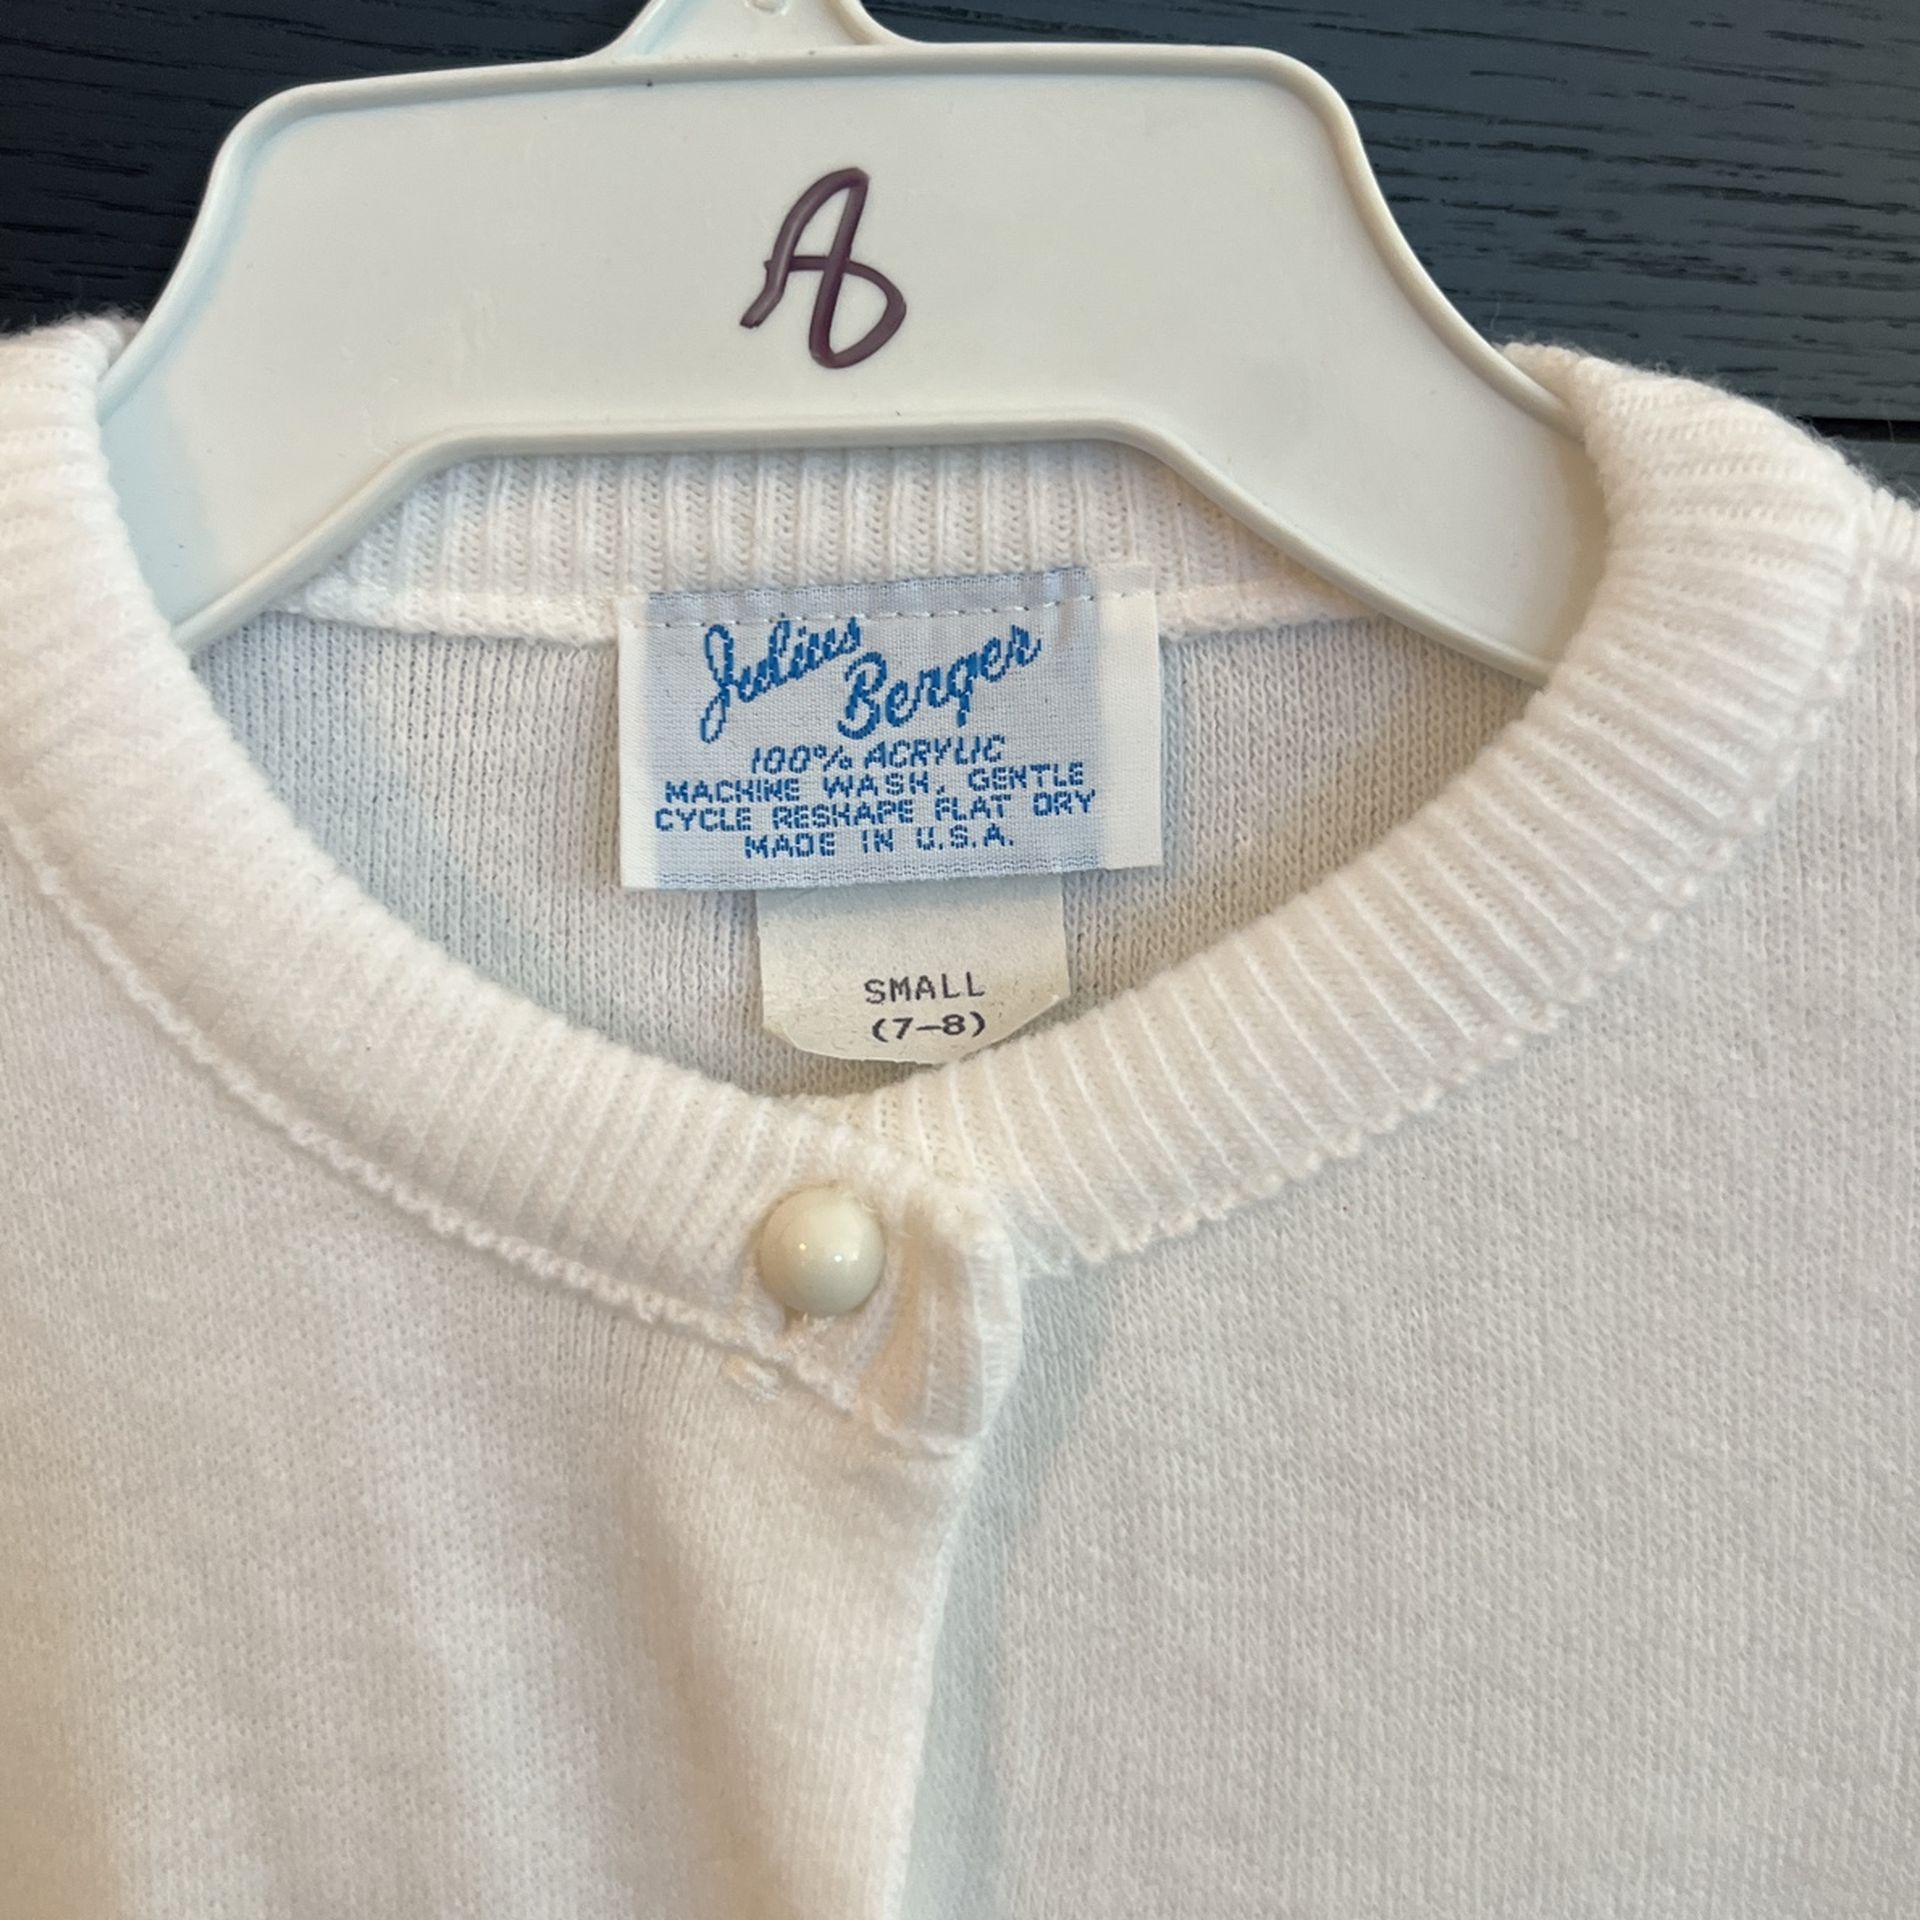 A
Julius
Berger
100% ACRYLIC
MACHINE WASH, GENTLE
CYCLE RESHAPE FLAT DRY
MADE IN U.S.A.
SMALL
(7-8)